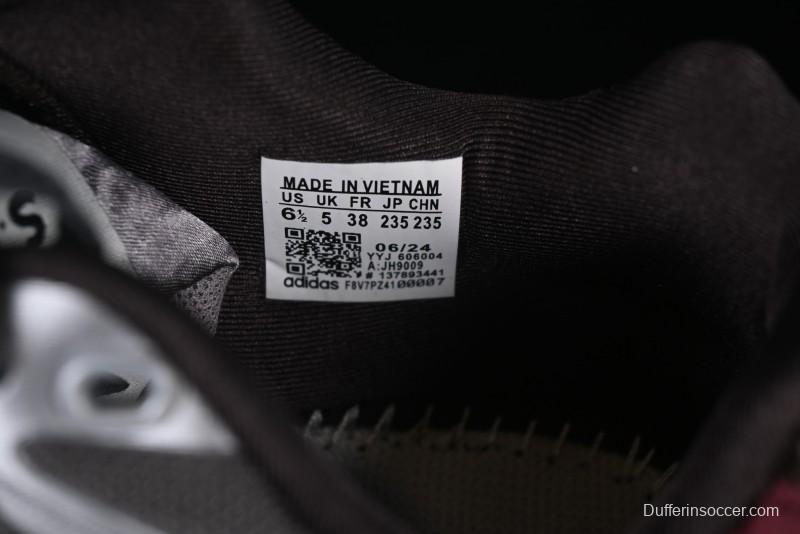 MADE IN VIETNAM
US UK FR JP CHN
6½ 5 38 235 235
06/24
YYJ 606004
A:JH9009
# 137893441
adidas F8V7PZ4100007
Dufferinsoccer.com